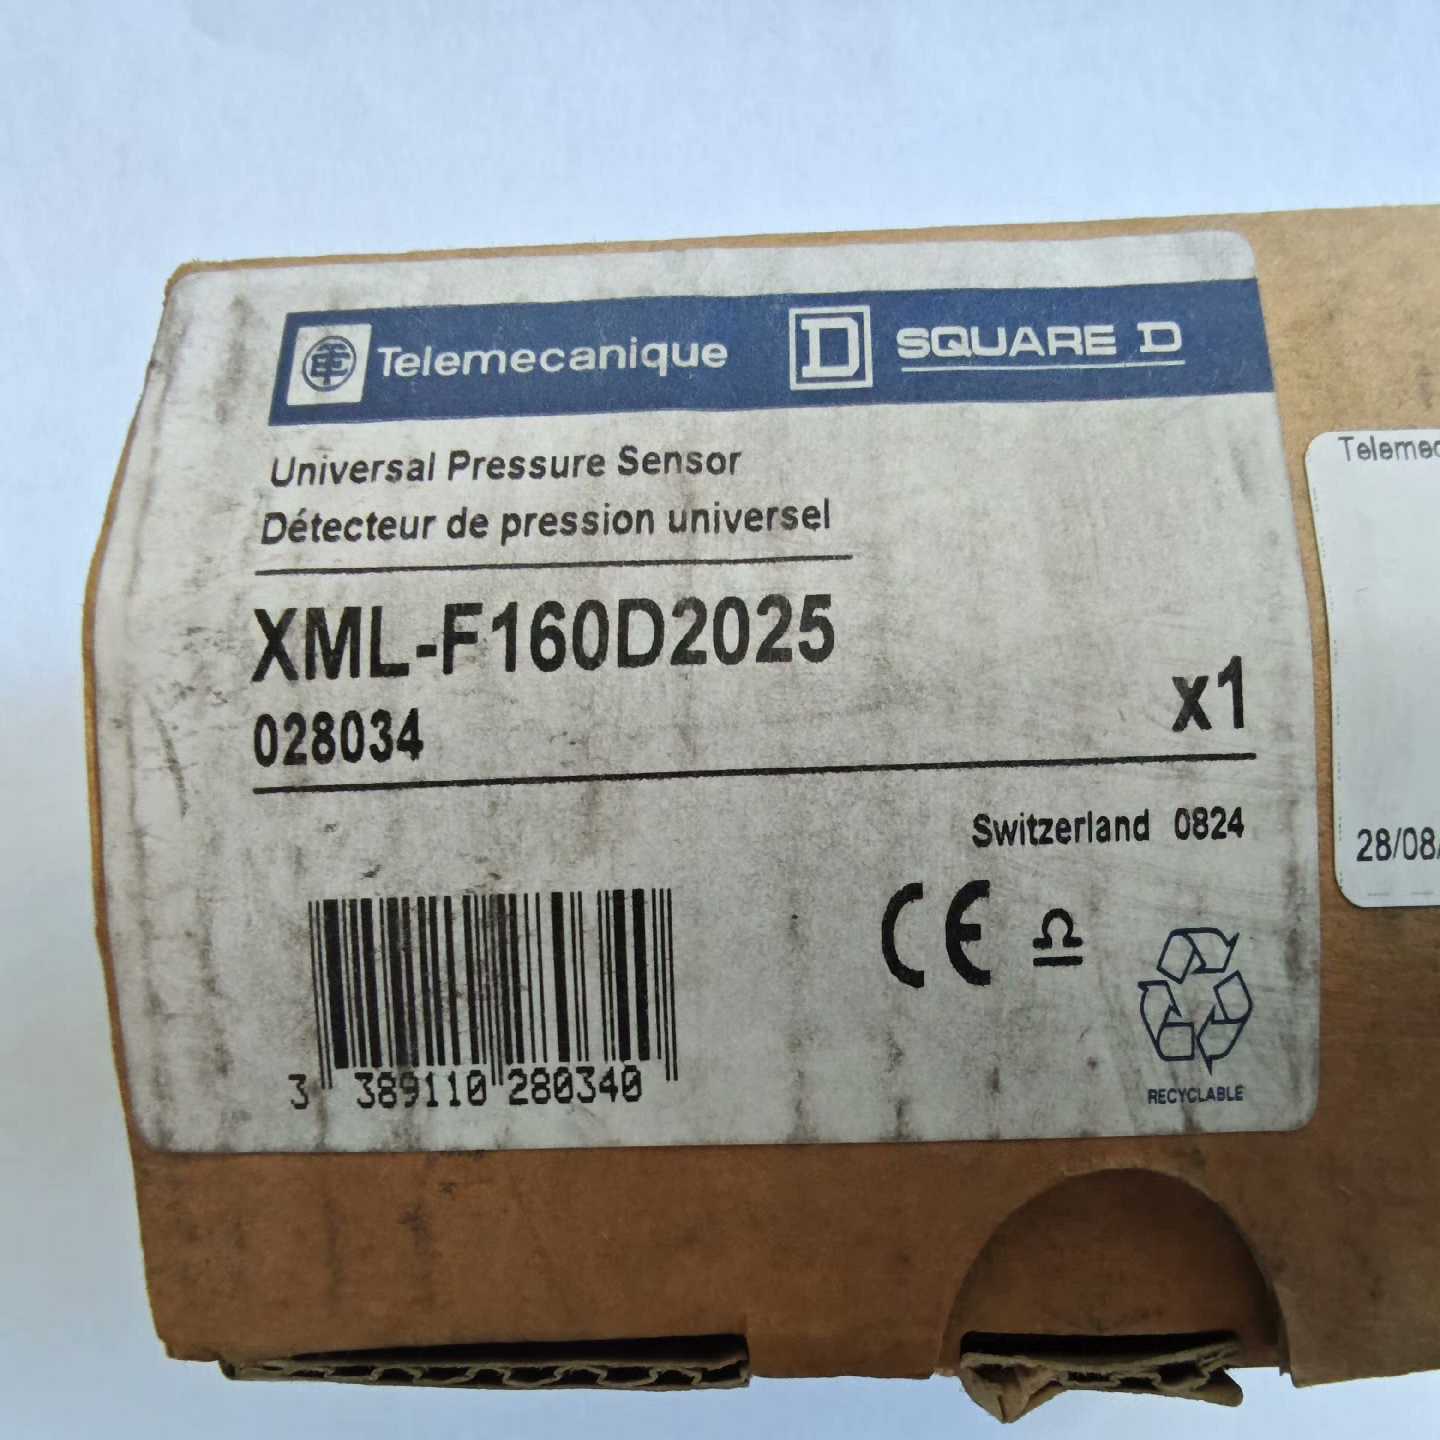 Telemecanique D SQUARE D
Universal Pressure Sensor
Détecteur de pression universel
XML-F160D2025
028034
x1
Switzerland 0824
CE
3 389110 280340
RECYCLABLE
28/08